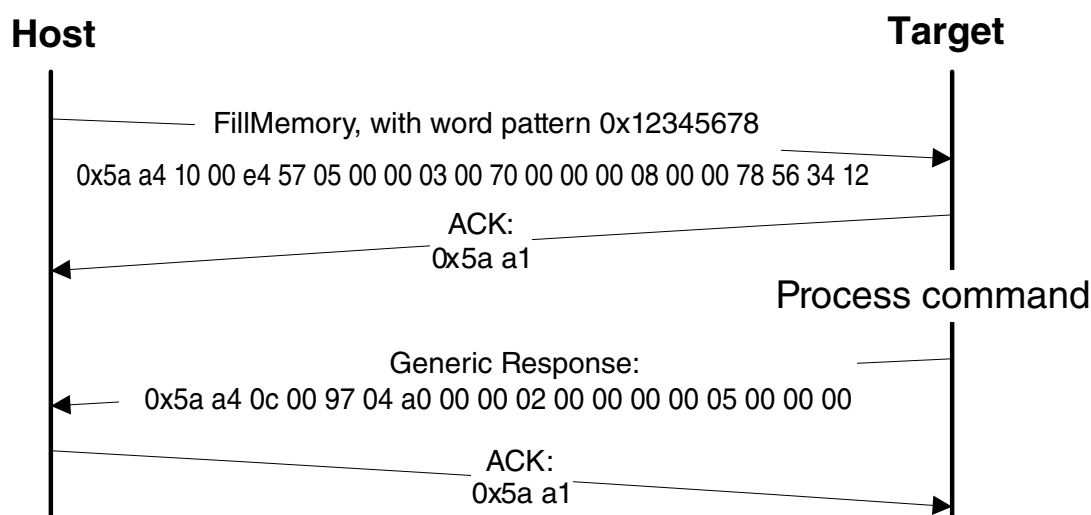 Host
Target
FillMemory, with word pattern 0x12345678
0x5a a4 10 00 e4 57 05 00 00 03 00 70 00 00 00 08 00 00 78 56 34 12
ACK:
0x5a a1
Process command
Generic Response:
0x5a a4 0c 00 97 04 a0 00 00 02 00 00 00 00 05 00 00 00
ACK:
0x5a a1